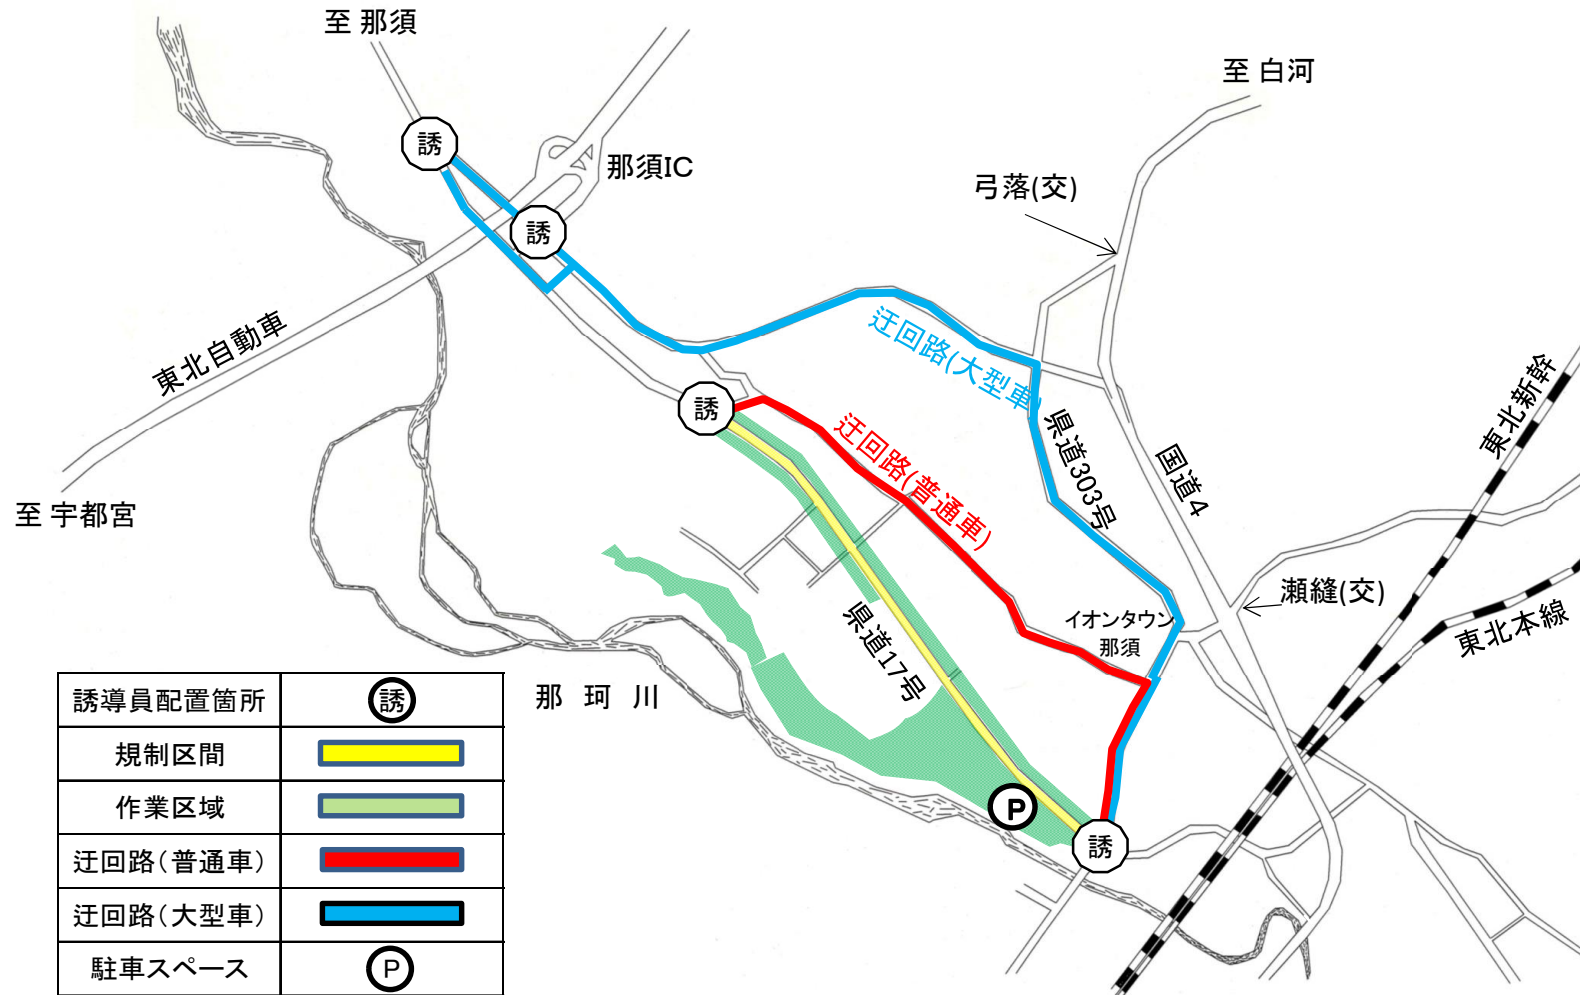 至 那須
至 白河
誘
那須IC
弓落(交)
誘
東北自動車
迂回路(大型車)
誘
迂回路(普通車)
県道303号
国道4
東北新幹
至 宇都宮
瀬縫(交)
イオンタウン
那須
東北本線
県道17号
那 珂 川
P
誘
誘導員配置箇所 誘
規制区間
作業区域
迂回路(普通車)
迂回路(大型車)
駐車スペース P